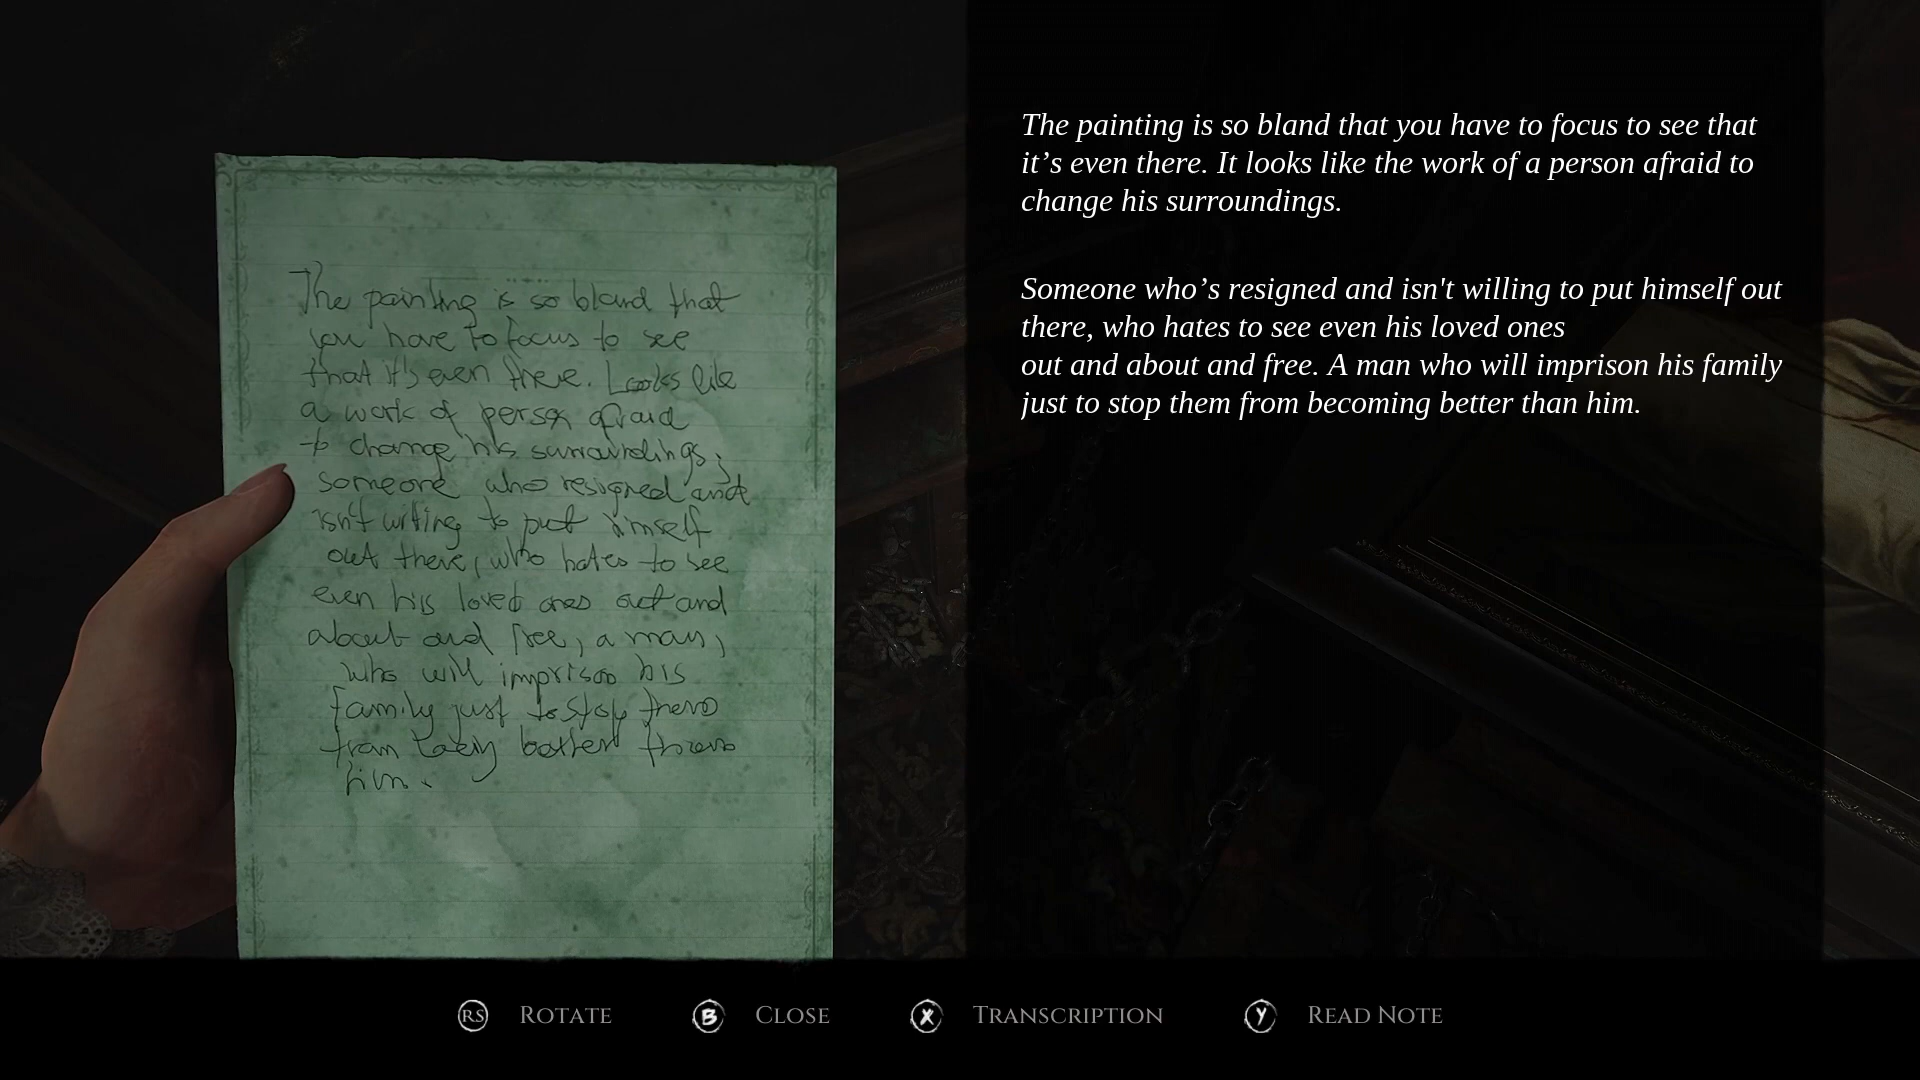 The painting is so bland that
you have to focus to see
that it's even there. Looks like
a work of person afraid
to change his surroundings;
someone who resigned and
isn't willing to put himself
out there, who hates to see
even his loved ones out and
about and free, a man,
who will imprison his
family just to stop them
from being better than
him.
The painting is so bland that you have to focus to see that
it’s even there. It looks like the work of a person afraid to
change his surroundings.
Someone who’s resigned and isn't willing to put himself out
there, who hates to see even his loved ones
out and about and free. A man who will imprison his family
just to stop them from becoming better than him.
RS Rotate B Close X Transcription Y Read Note